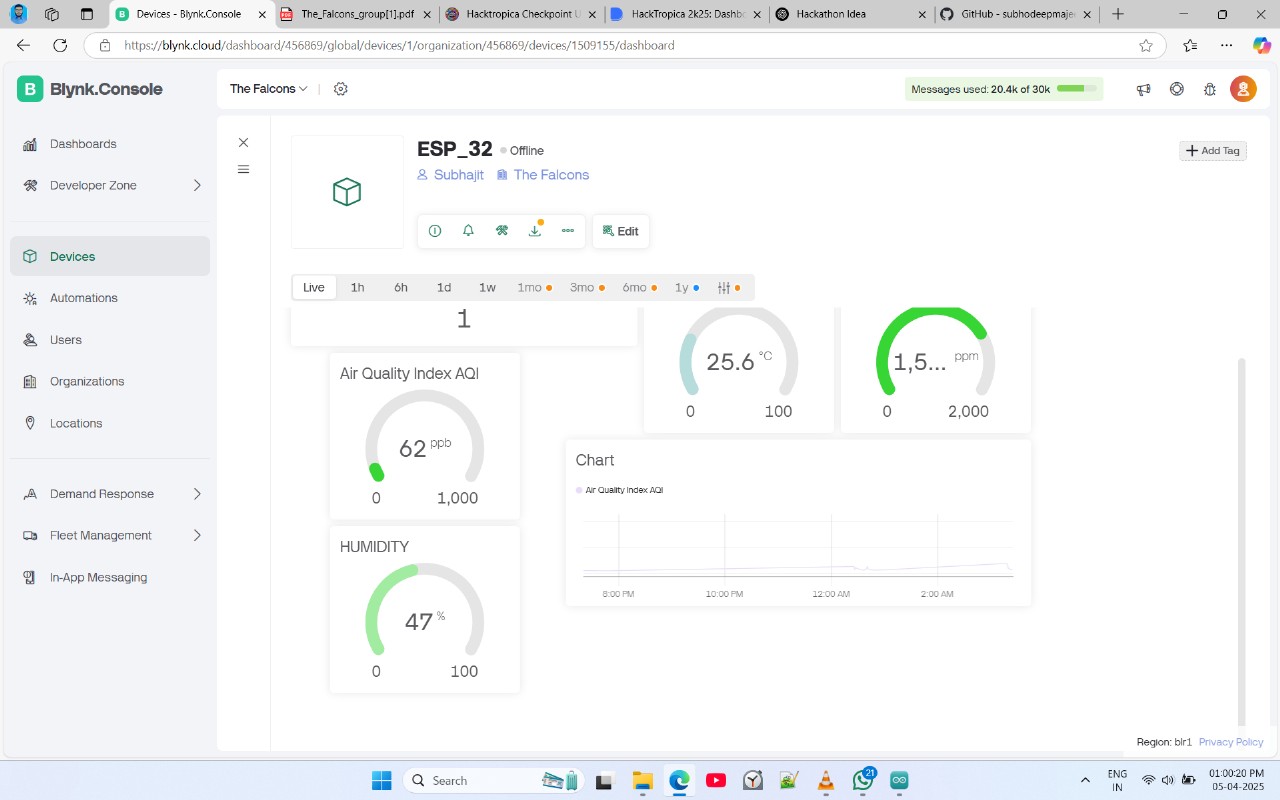 Devices - Blynk.Console
The_Falcons_group[1].pdf
Hacktropica Checkpoint U
HackTropica 2k25: Dashbo
Hackathon Idea
GitHub - subhodeepmaje
https://blynk.cloud/dashboard/456869/global/devices/1/organization/456869/devices/1509155/dashboard
B Blynk.Console
The Falcons
Messages used: 20.4k of 30k
Dashboards
Developer Zone
Devices
Automations
Users
Organizations
Locations
Demand Response
Fleet Management
In-App Messaging
ESP_32 Offline
Add Tag
Subhajit The Falcons
Edit
Live 1h 6h 1d 1w 1mo 3mo 6mo 1y
1
25.6 °C
0 100
1,5... ppm
0 2,000
Air Quality Index AQI
62 ppb
0 1,000
HUMIDITY
47 %
0 100
Chart
Air Quality Index AQI
8:00 PM 10:00 PM 12:00 AM 2:00 AM
Region: blr1 Privacy Policy
Search
21
ENG
IN
01:00:20 PM
05-04-2025